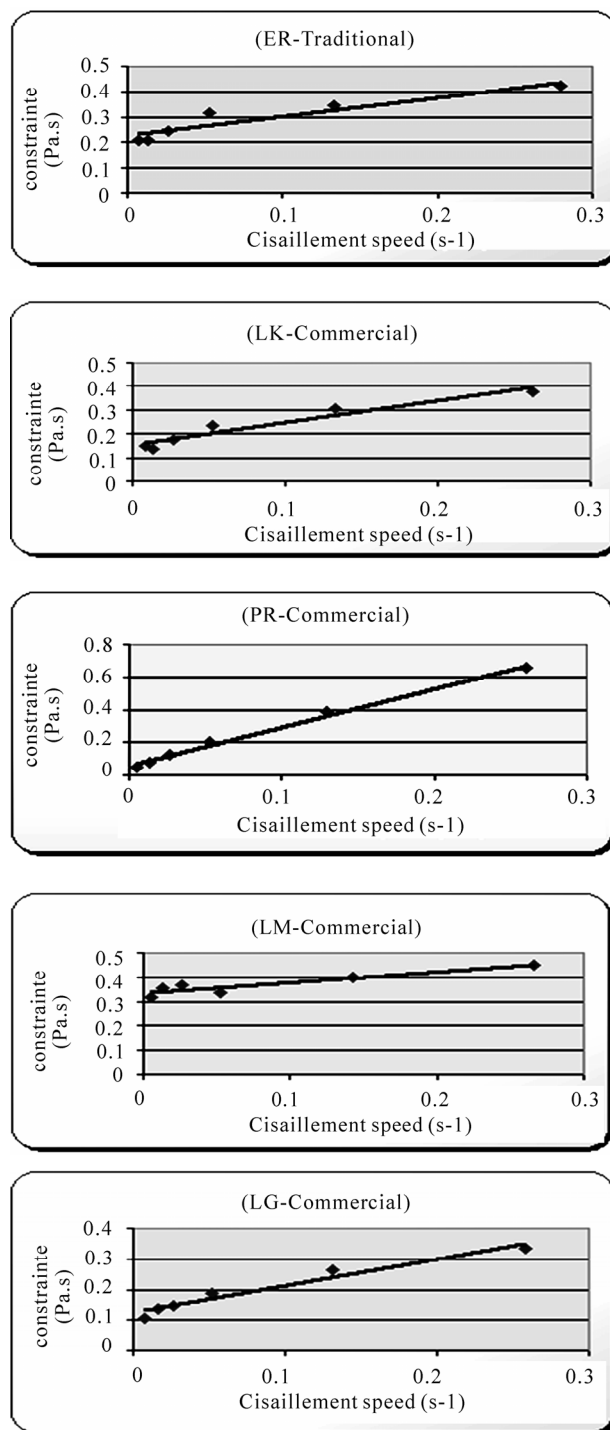 (ER-Traditional)
constrainte
(Pa.s)
0.5
0.4
0.3
0.2
0.1
0
0 0.1 0.2 0.3
Cisaillement speed (s-1)
(LK-Commercial)
constrainte
(Pa.s)
0.5
0.4
0.3
0.2
0.1
0
0 0.1 0.2 0.3
Cisaillement speed (s-1)
(PR-Commercial)
constrainte
(Pa.s)
0.8
0.6
0.4
0.2
0
0 0.1 0.2 0.3
Cisaillement speed (s-1)
(LM-Commercial)
constrainte
(Pa.s)
0.5
0.4
0.3
0.2
0.1
0
0 0.1 0.2 0.3
Cisaillement speed (s-1)
(LG-Commercial)
constrainte
(Pa.s)
0.4
0.3
0.2
0.1
0
0 0.1 0.2 0.3
Cisaillement speed (s-1)